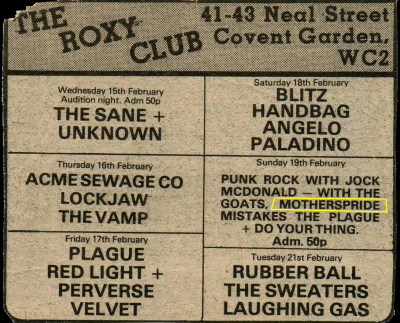 THE ROXY CLUB
41-43 Neal Street
Covent Garden,
WC2
Wednesday 15th February
Audition night. Adm 50p
THE SANE +
UNKNOWN
Thursday 16th February
ACME SEWAGE CO
LOCKJAW
THE VAMP
Friday 17th February
PLAGUE
RED LIGHT +
PERVERSE
VELVET
Saturday 18th February
BLITZ
HANDBAG
ANGELO
PALADINO
Sunday 19th February
PUNK ROCK WITH JOCK
MCDONALD — WITH THE
GOATS, MOTHERSPRIDE
MISTAKES THE PLAGUE
+ DO YOUR THING.
Adm. 50p
Tuesday 21st February
RUBBER BALL
THE SWEATERS
LAUGHING GAS